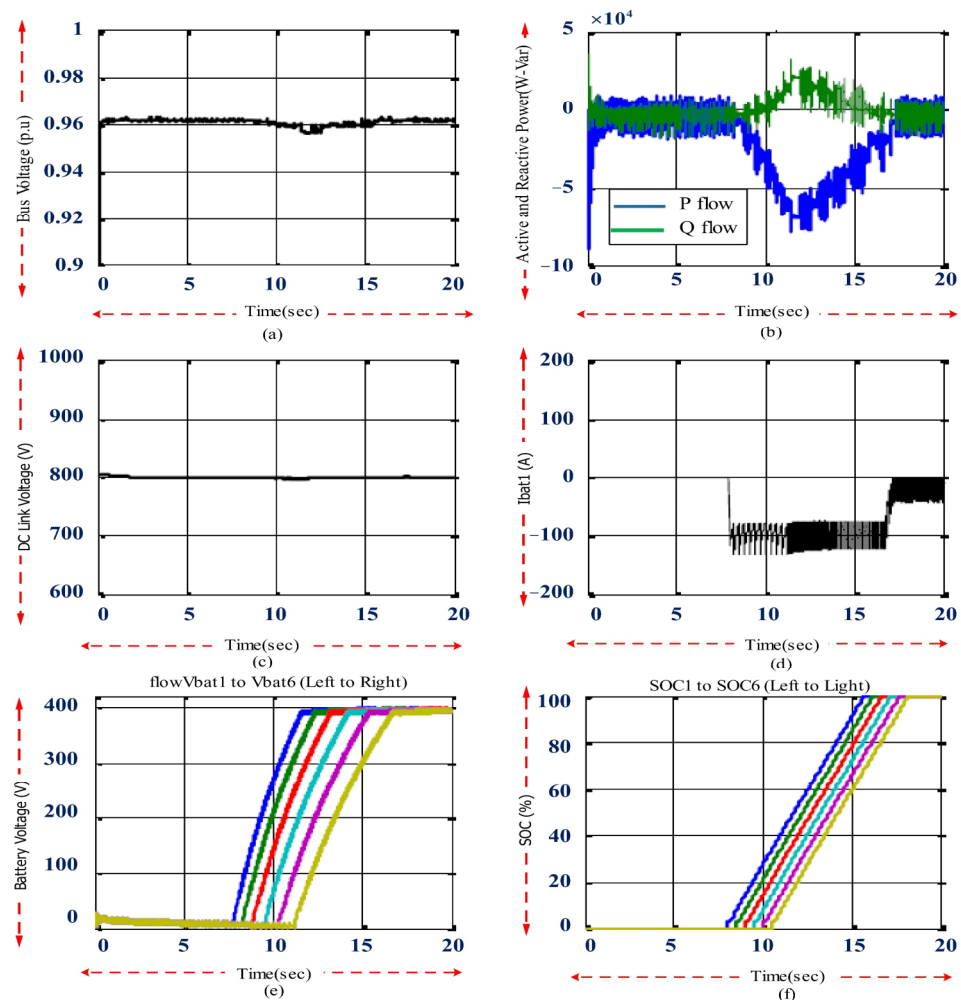 1
0.98
0.96
0.94
0.92
0.9
Bus Voltage (p.u)
0 5 10 15 20
Time(sec)
(a)
×10⁴
5
0
−5
−10
Active and Reactive Power(W-Var)
P flow
Q flow
0 5 10 15 20
Time(sec)
(b)
1000
900
800
700
600
DC Link Voltage (V)
0 5 10 15 20
Time(sec)
(c)
200
100
0
−100
−200
Ibat1 (A)
0 5 10 15 20
Time(sec)
(d)
flowVbat1 to Vbat6 (Left to Right)
400
300
200
100
0
Battery Voltage (V)
0 5 10 15 20
Time(sec)
(e)
SOC1 to SOC6 (Left to Light)
100
80
60
40
20
0
SOC (%)
0 5 10 15 20
Time(sec)
(f)